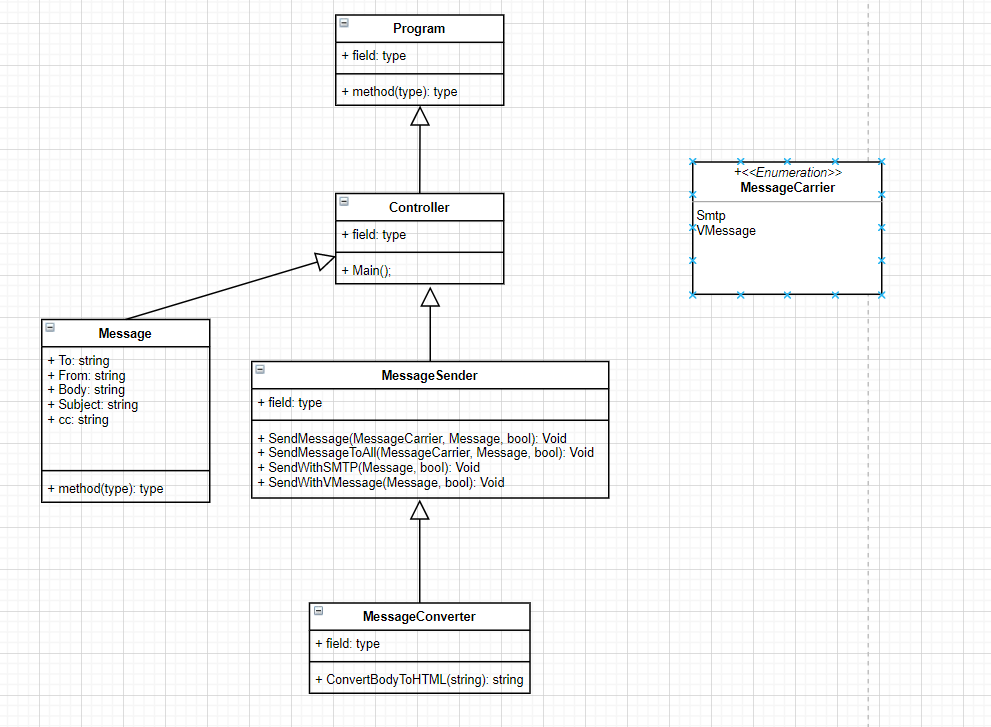 Program
+ field: type
+ method(type): type
+<<Enumeration>>
MessageCarrier
Smtp
VMessage
Controller
+ field: type
+ Main();
Message
+ To: string
+ From: string
+ Body: string
+ Subject: string
+ cc: string
+ method(type): type
MessageSender
+ field: type
+ SendMessage(MessageCarrier, Message, bool): Void
+ SendMessageToAll(MessageCarrier, Message, bool): Void
+ SendWithSMTP(Message, bool): Void
+ SendWithVMessage(Message, bool): Void
MessageConverter
+ field: type
+ ConvertBodyToHTML(string): string